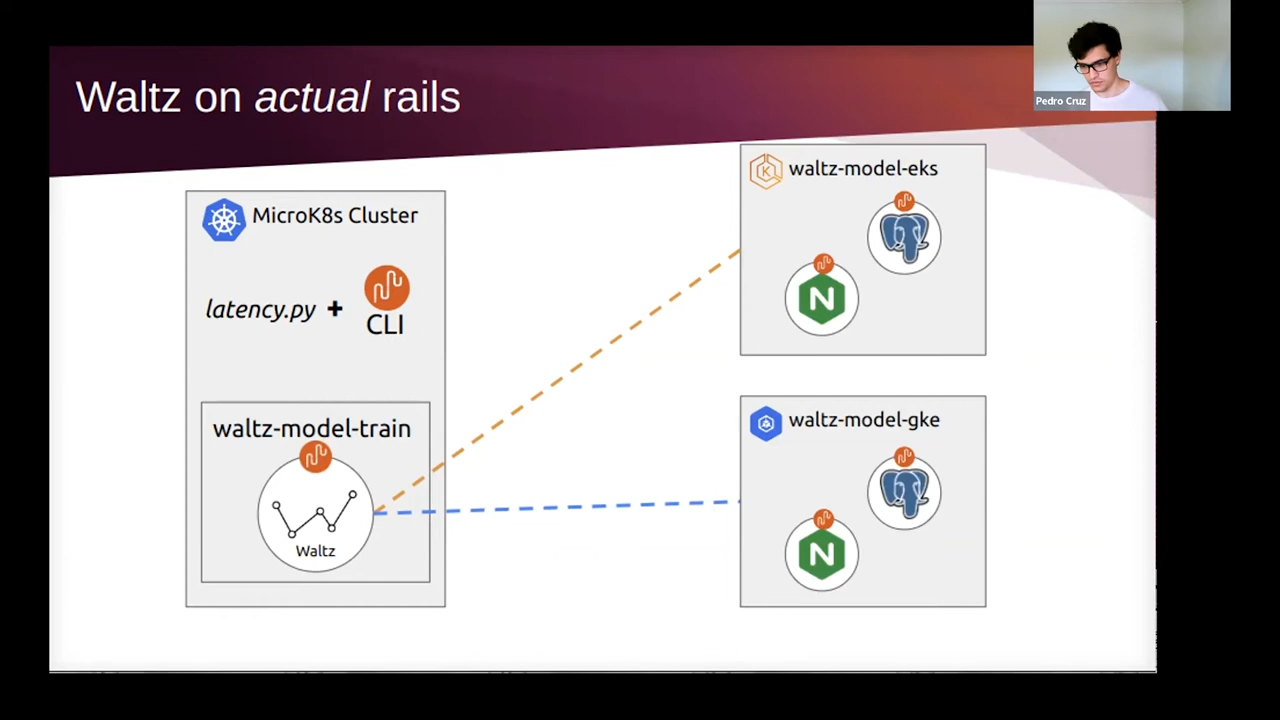 Waltz on actual rails
Pedro Cruz
MicroK8s Cluster
latency.py +
CLI
waltz-model-train
Waltz
waltz-model-eks
K
N
waltz-model-gke
N